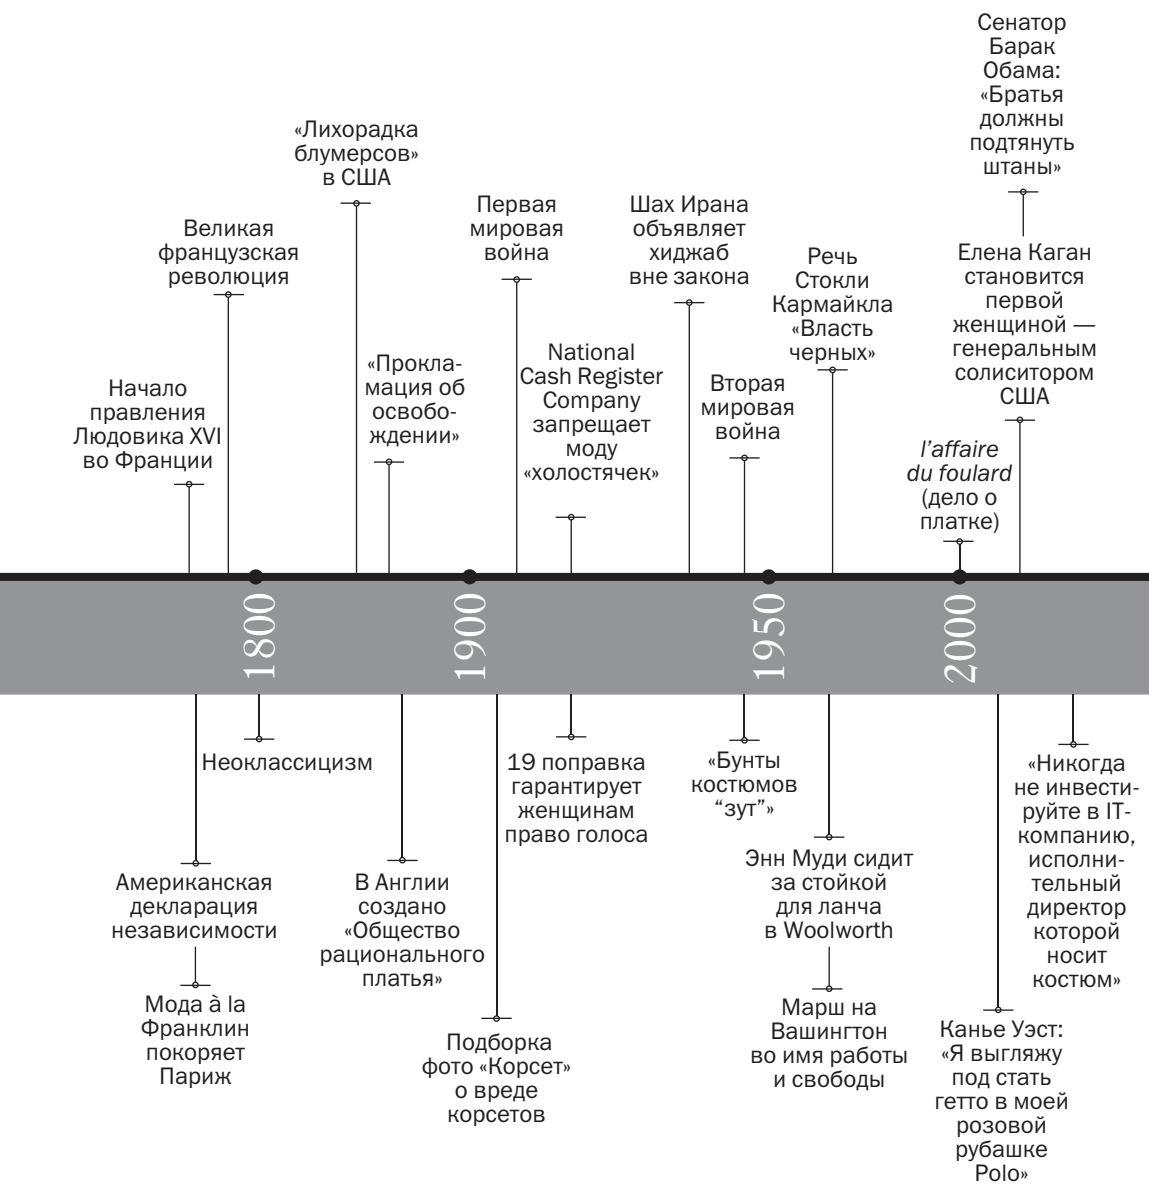 Сенатор
Барак
Обама:
«Братья
должны
подтянуть
штаны»
«Лихорадка
блумерсов»
в США
Великая
французская
революция
Первая
мировая
война
Шах Ирана
объявляет
хиджаб
вне закона
Речь
Стокли
Кармайкла
«Власть
черных»
Елена Каган
становится
первой
женщиной —
генеральным
солиситором
США
Начало
правления
Людовика XVI
во Франции
«Прокла-
мация об
освобо-
ждении»
National
Cash Register
Company
запрещает
моду
«холостячек»
Вторая
мировая
война
l’affaire
du foulard
(дело о
платке)
1800
1900
1950
2000
Неоклассицизм
19 поправка
гарантирует
женщинам
право голоса
«Бунты
костюмов
“зут”»
«Никогда
не инвести-
руйте в IT-
компанию,
исполни-
тельный
директор
которой
носит
костюм»
Американская
декларация
независимости
Мода à la
Франклин
покоряет
Париж
В Англии
создано
«Общество
рационального
платья»
Подборка
фото «Корсет»
о вреде
корсетов
Энн Муди сидит
за стойкой
для ланча
в Woolworth
Марш на
Вашингтон
во имя работы
и свободы
Канье Уэст:
«Я выгляжу
под стать
гетто в моей
розовой
рубашке
Polo»